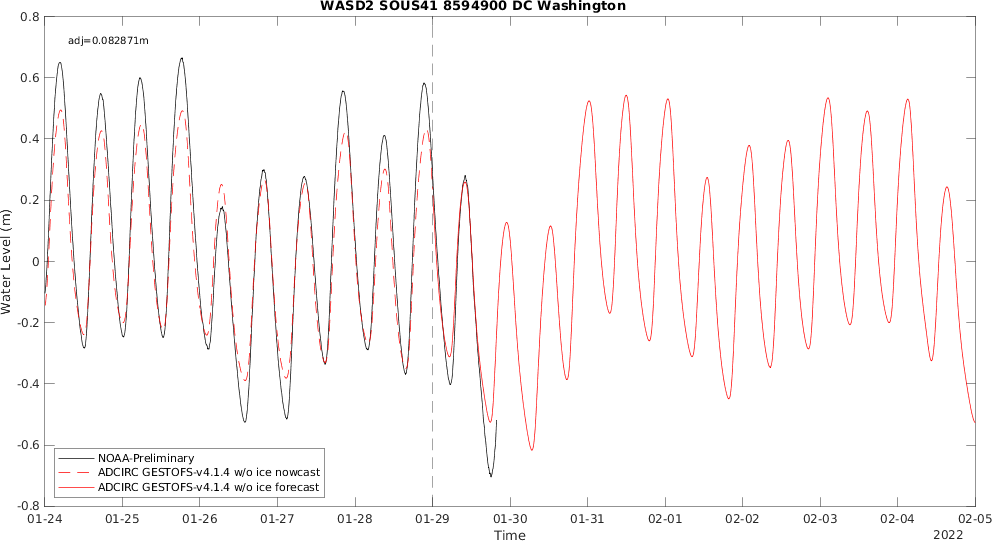 WASD2 SOUS41 8594900 DC Washington
adj=0.082871m
0.8
0.6
0.4
0.2
0
-0.2
-0.4
-0.6
-0.8
Water Level (m)
NOAA-Preliminary
ADCIRC GESTOFS-v4.1.4 w/o ice nowcast
ADCIRC GESTOFS-v4.1.4 w/o ice forecast
01-24 01-25 01-26 01-27 01-28 01-29 01-30 01-31 02-01 02-02 02-03 02-04 02-05
Time
2022